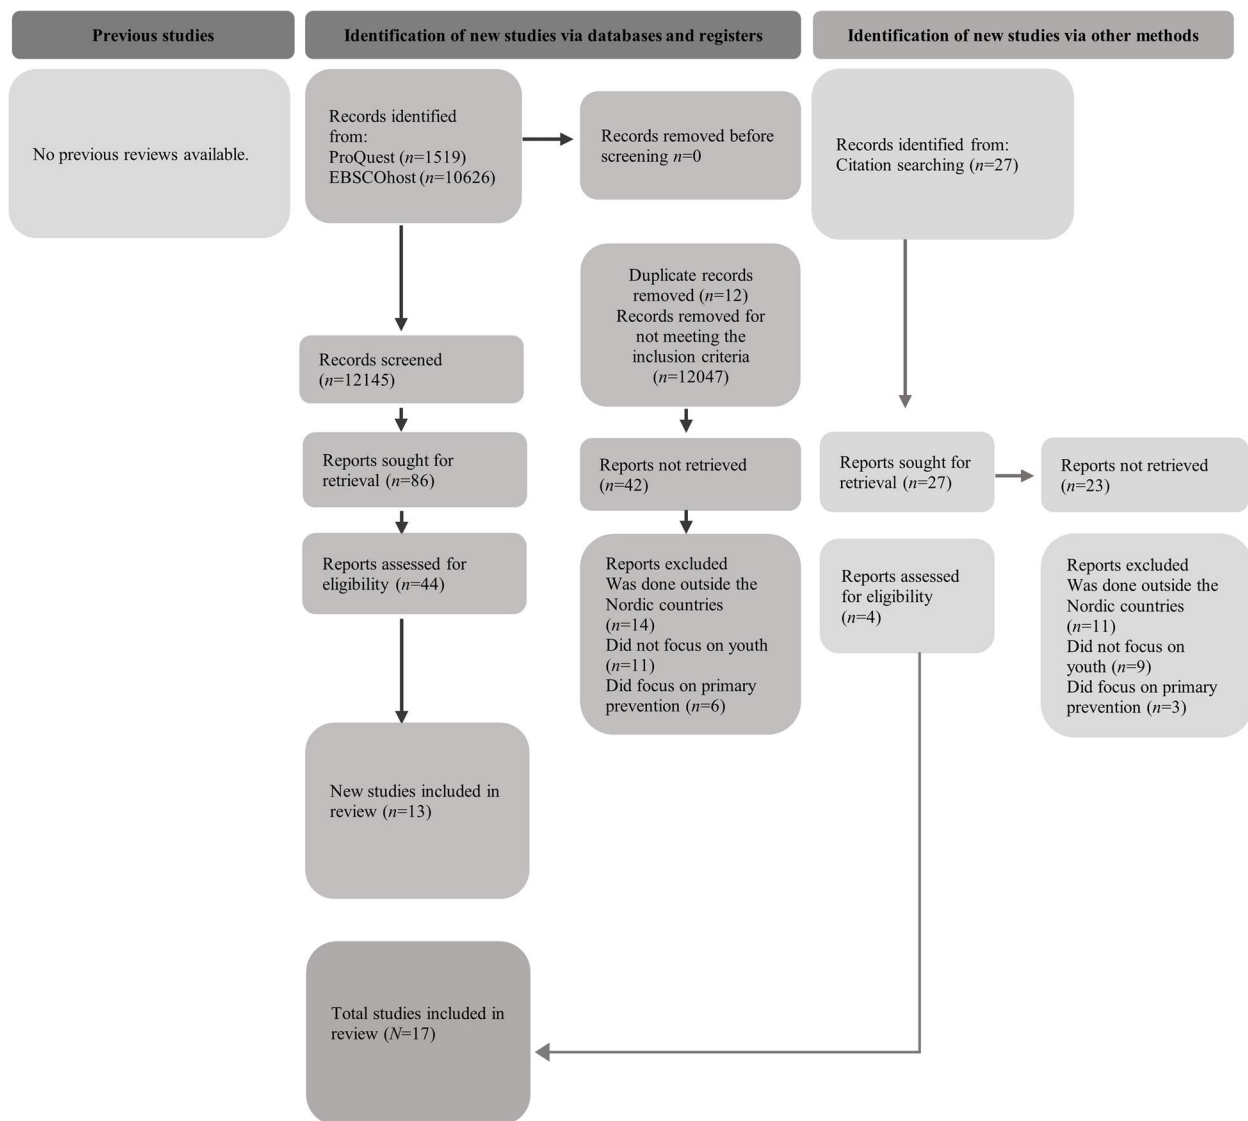 Previous studies
Identification of new studies via databases and registers
Identification of new studies via other methods
No previous reviews available.
Records identified
from:
ProQuest (n=1519)
EBSCOhost (n=10626)
Records removed before
screening n=0
Records identified from:
Citation searching (n=27)
Duplicate records
removed (n=12)
Records removed for
not meeting the
inclusion criteria
(n=12047)
Records screened
(n=12145)
Reports sought for
retrieval (n=86)
Reports not retrieved
(n=42)
Reports sought for
retrieval (n=27)
Reports not retrieved
(n=23)
Reports assessed for
eligibility (n=44)
Reports excluded
Was done outside the
Nordic countries
(n=14)
Did not focus on youth
(n=11)
Did focus on primary
prevention (n=6)
Reports assessed
for eligibility
(n=4)
Reports excluded
Was done outside the
Nordic countries
(n=11)
Did not focus on
youth (n=9)
Did focus on primary
prevention (n=3)
New studies included in
review (n=13)
Total studies included in
review (N=17)